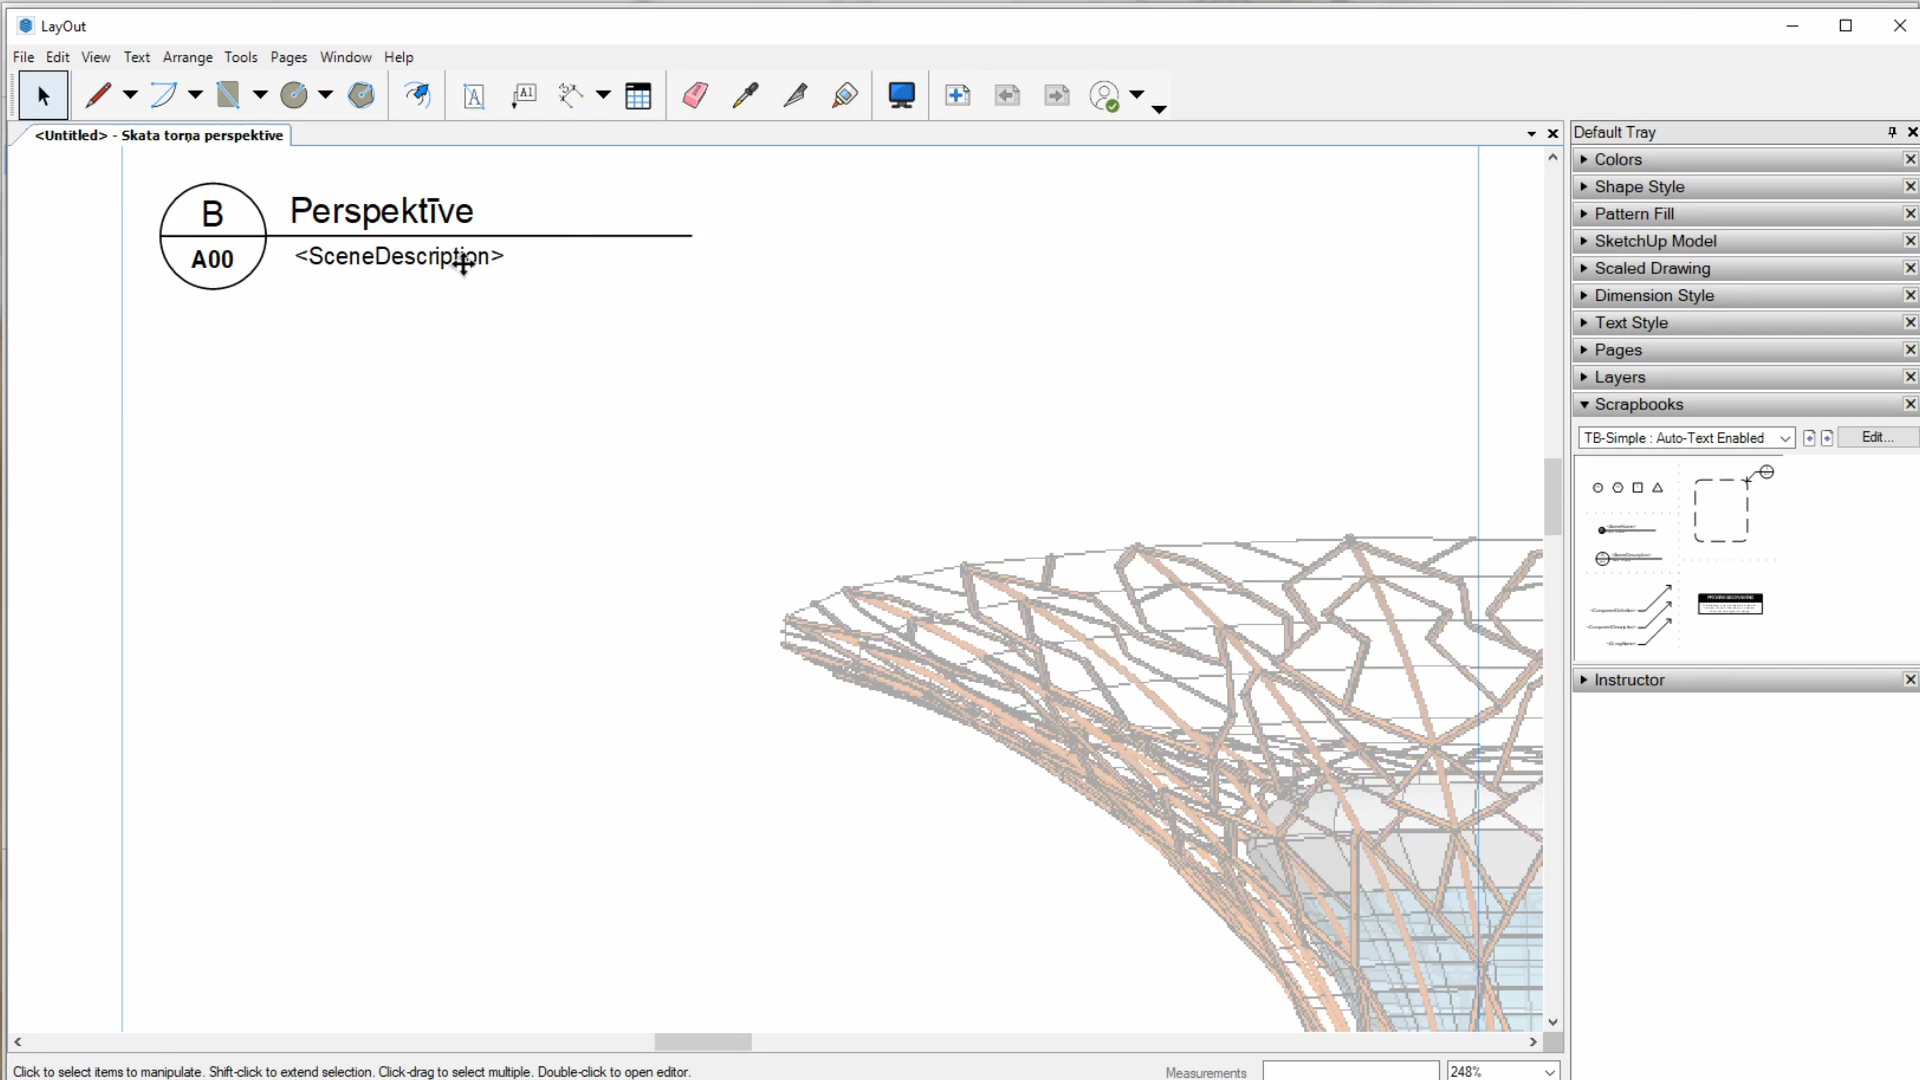 LayOut
File Edit View Text Arrange Tools Pages Window Help
<Untitled> - Skata torņa perspektīve
B
A00
Perspektīve
<SceneDescription>
Default Tray
Colors
Shape Style
Pattern Fill
SketchUp Model
Scaled Drawing
Dimension Style
Text Style
Pages
Layers
Scrapbooks
TB-Simple : Auto-Text Enabled
Edit...
Instructor
Click to select items to manipulate. Shift-click to extend selection. Click-drag to select multiple. Double-click to open editor.
Measurements
248%